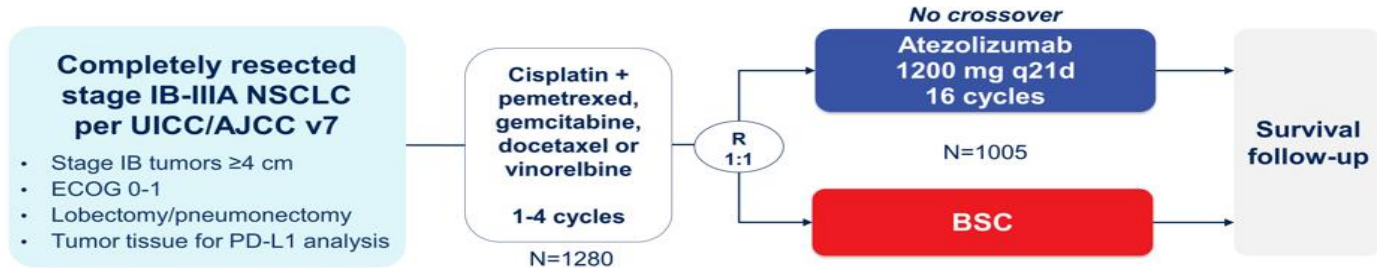 Completely resected
stage IB-IIIA NSCLC
per UICC/AJCC v7
• Stage IB tumors ≥4 cm
• ECOG 0-1
• Lobectomy/pneumonectomy
• Tumor tissue for PD-L1 analysis
Cisplatin +
pemetrexed,
gemcitabine,
docetaxel or
vinorelbine
1-4 cycles
N=1280
R
1:1
No crossover
Atezolizumab
1200 mg q21d
16 cycles
N=1005
BSC
Survival
follow-up